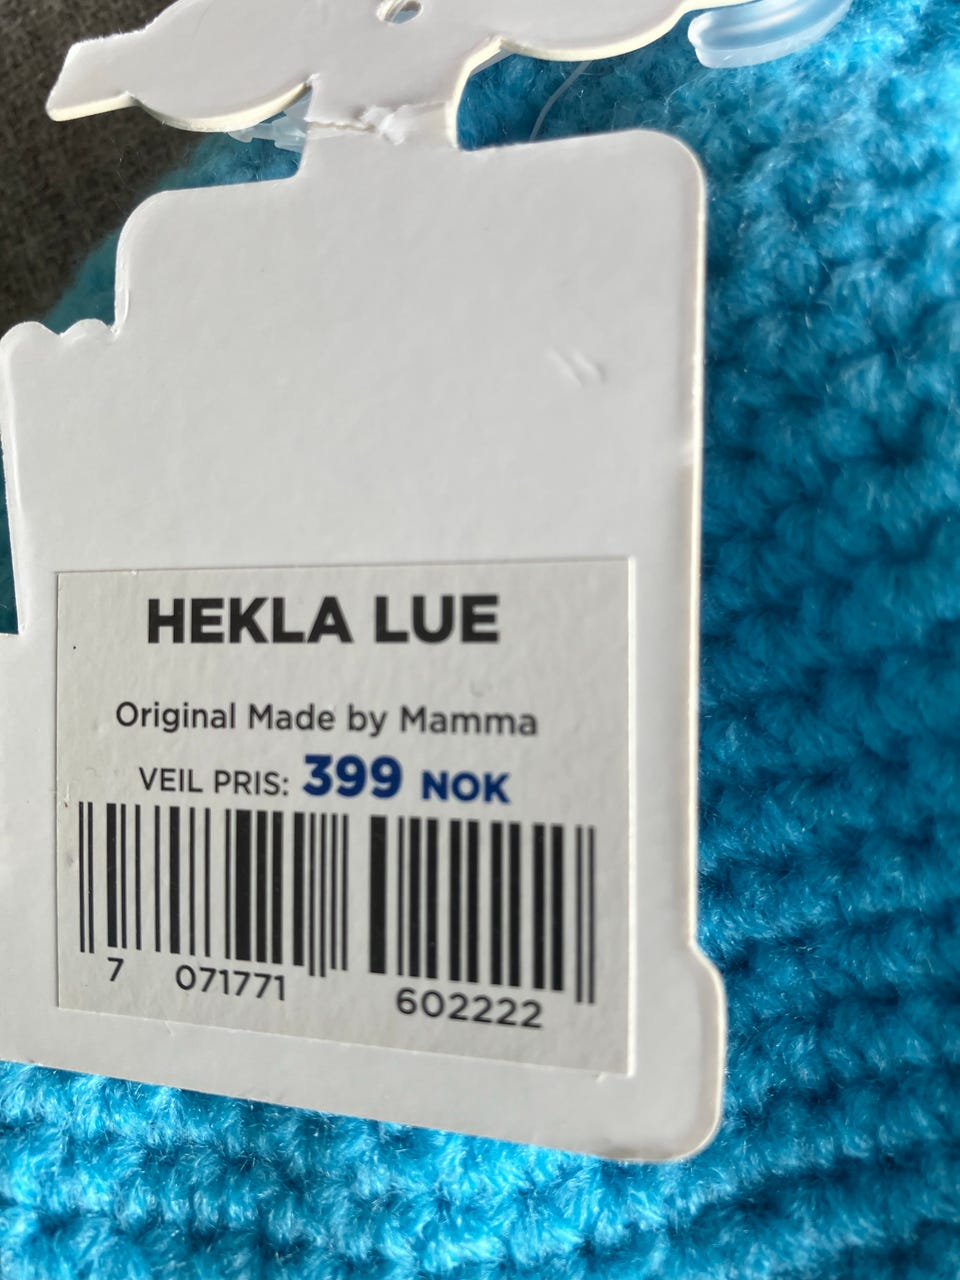 HEKLA LUE
Original Made by Mamma
VEIL PRIS: 399 NOK
7 071771 602222